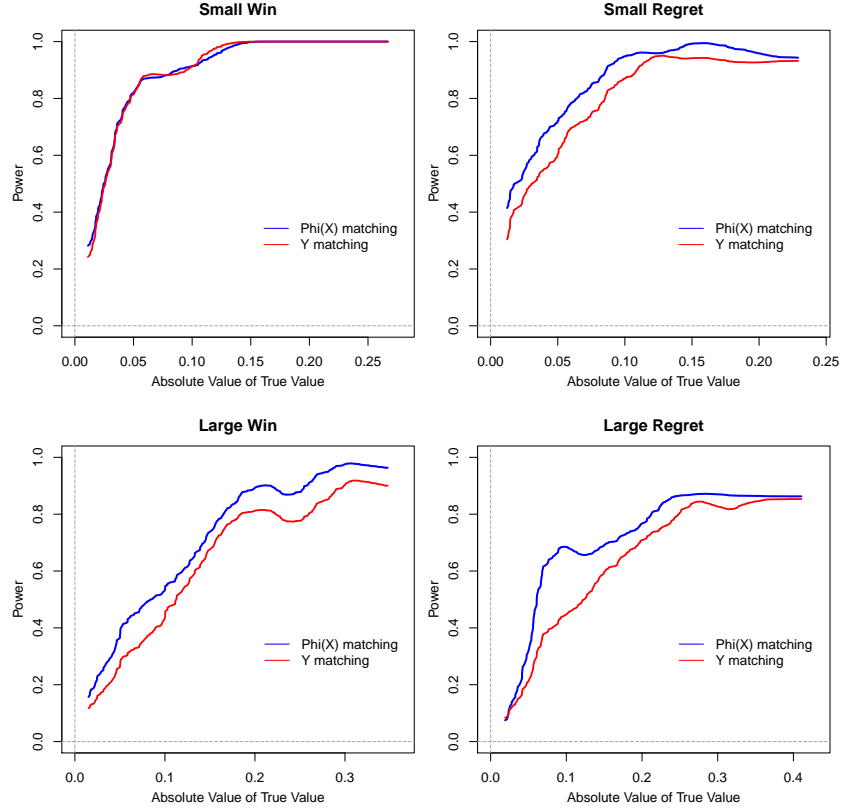 Small Win
Power
0.0 0.2 0.4 0.6 0.8 1.0
Phi(X) matching
Y matching
0.00 0.05 0.10 0.15 0.20 0.25
Absolute Value of True Value
Small Regret
Power
0.0 0.2 0.4 0.6 0.8 1.0
Phi(X) matching
Y matching
0.00 0.05 0.10 0.15 0.20 0.25
Absolute Value of True Value
Large Win
Power
0.0 0.2 0.4 0.6 0.8 1.0
Phi(X) matching
Y matching
0.0 0.1 0.2 0.3
Absolute Value of True Value
Large Regret
Power
0.0 0.2 0.4 0.6 0.8 1.0
Phi(X) matching
Y matching
0.0 0.1 0.2 0.3 0.4
Absolute Value of True Value